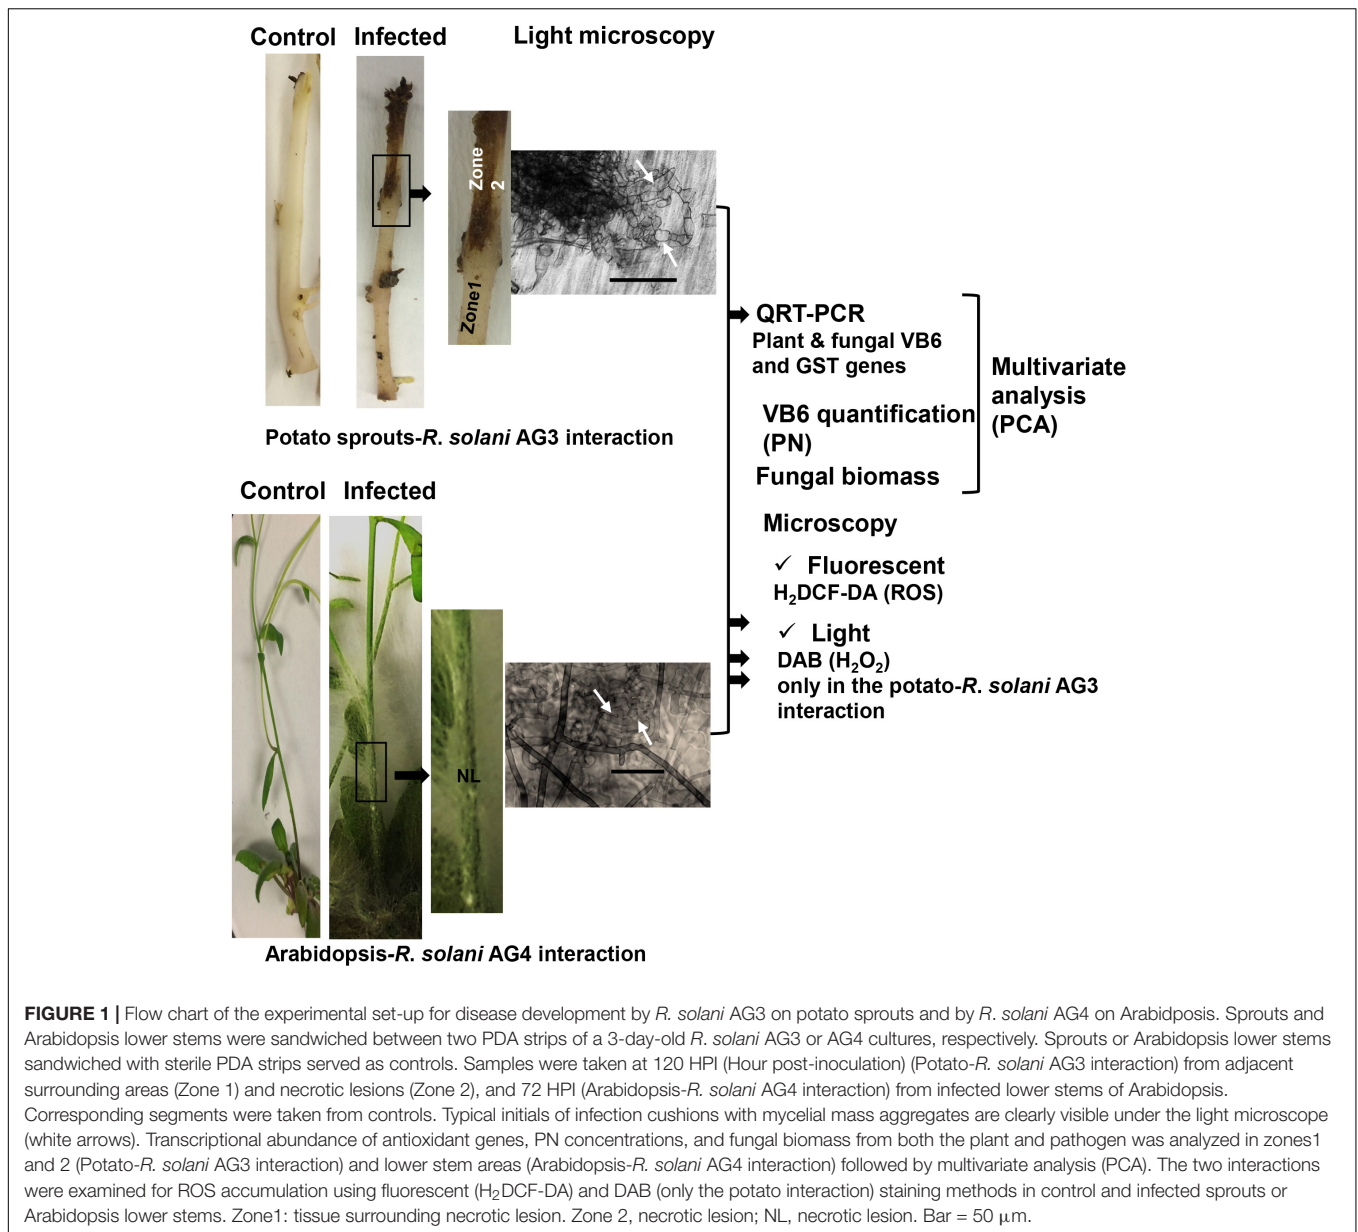 Control Infected Light microscopy
Zone
2
Zone1
Potato sprouts-R. solani AG3 interaction
QRT-PCR
Plant & fungal VB6
and GST genes
VB6 quantification
(PN)
Fungal biomass
Multivariate
analysis
(PCA)
Control Infected
NL
Arabidopsis-R. solani AG4 interaction
Microscopy
✓ Fluorescent
H₂DCF-DA (ROS)
✓ Light
DAB (H₂O₂)
only in the potato-R. solani AG3
interaction
FIGURE 1 | Flow chart of the experimental set-up for disease development by R. solani AG3 on potato sprouts and by R. solani AG4 on Arabidposis. Sprouts and
Arabidopsis lower stems were sandwiched between two PDA strips of a 3-day-old R. solani AG3 or AG4 cultures, respectively. Sprouts or Arabidopsis lower stems
sandwiched with sterile PDA strips served as controls. Samples were taken at 120 HPI (Hour post-inoculation) (Potato-R. solani AG3 interaction) from adjacent
surrounding areas (Zone 1) and necrotic lesions (Zone 2), and 72 HPI (Arabidopsis-R. solani AG4 interaction) from infected lower stems of Arabidopsis.
Corresponding segments were taken from controls. Typical initials of infection cushions with mycelial mass aggregates are clearly visible under the light microscope
(white arrows). Transcriptional abundance of antioxidant genes, PN concentrations, and fungal biomass from both the plant and pathogen was analyzed in zones1
and 2 (Potato-R. solani AG3 interaction) and lower stem areas (Arabidopsis-R. solani AG4 interaction) followed by multivariate analysis (PCA). The two interactions
were examined for ROS accumulation using fluorescent (H₂DCF-DA) and DAB (only the potato interaction) staining methods in control and infected sprouts or
Arabidopsis lower stems. Zone1: tissue surrounding necrotic lesion. Zone 2, necrotic lesion; NL, necrotic lesion. Bar = 50 μm.